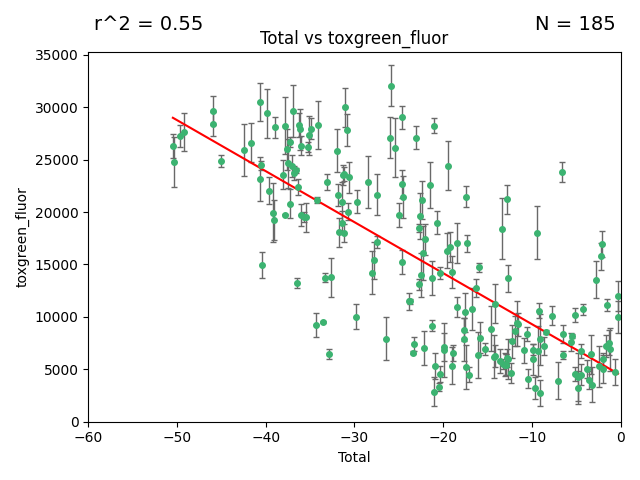 r^2 = 0.55 N = 185
Total vs toxgreen_fluor
35000
30000
25000
20000
15000
10000
5000
0
toxgreen_fluor
−60 −50 −40 −30 −20 −10 0
Total